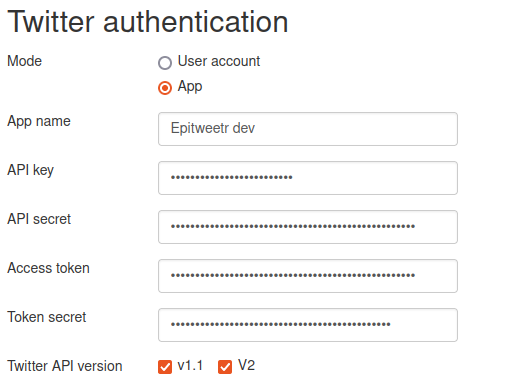 Twitter authentication
Mode
User account
App
App name
Epitweetr dev
API key
•••••••••••••••••••••••••
API secret
••••••••••••••••••••••••••••••••••••••••••••••••••
Access token
••••••••••••••••••••••••••••••••••••••••••••••••••
Token secret
•••••••••••••••••••••••••••••••••••••••••••••
Twitter API version
v1.1
V2